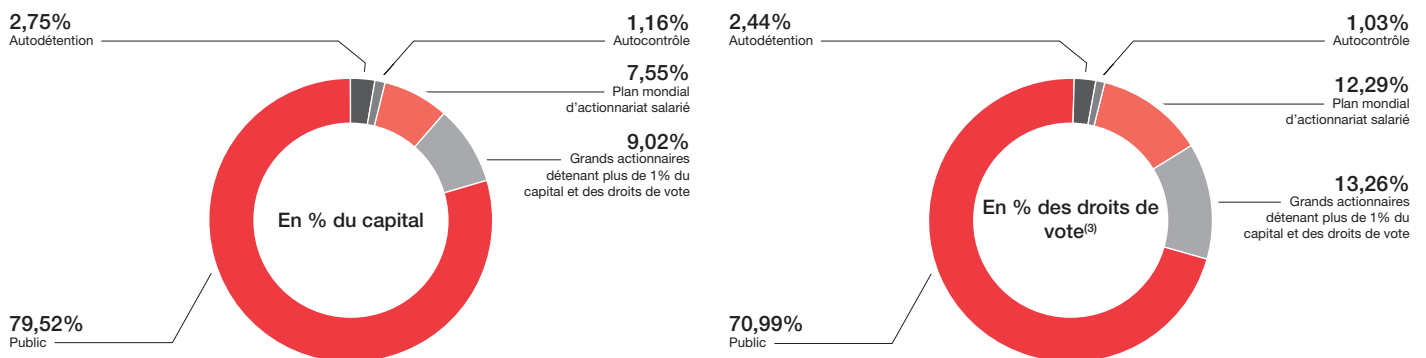 2,75%
Autodétention
1,16%
Autocontrôle
7,55%
Plan mondial
d'actionnariat salarié
9,02%
Grands actionnaires
détenant plus de 1% du
capital et des droits de vote
En % du capital
79,52%
Public
2,44%
Autodétention
1,03%
Autocontrôle
12,29%
Plan mondial
d'actionnariat salarié
13,26%
Grands actionnaires
détenant plus de 1% du
capital et des droits de vote
En % des droits de
vote(3)
70,99%
Public